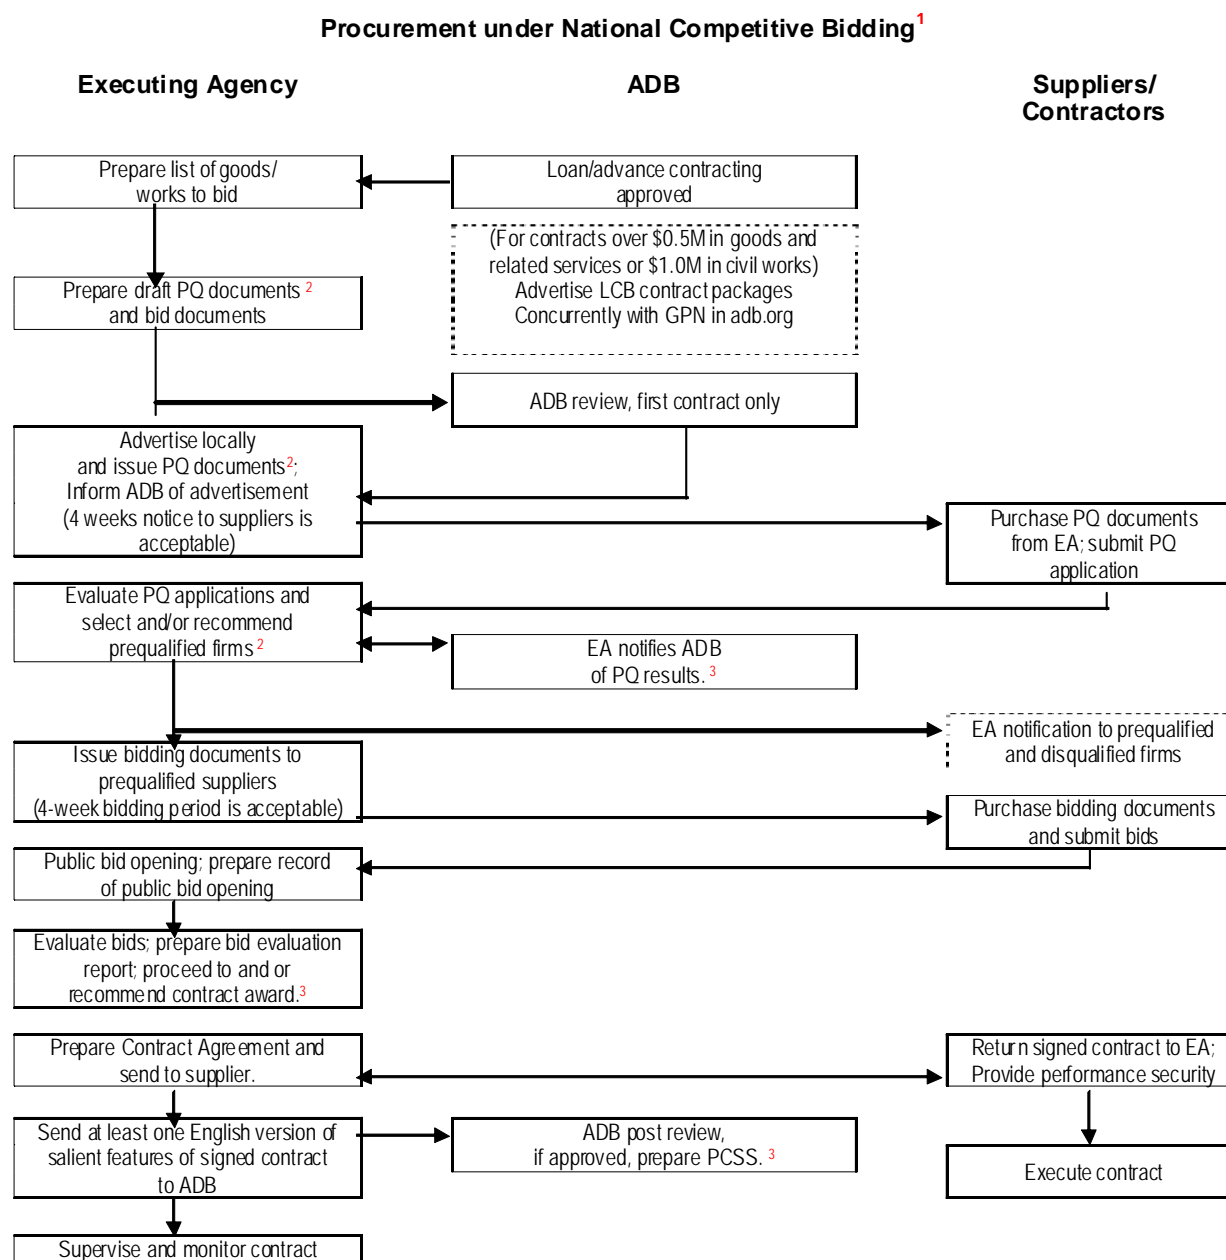 Procurement under National Competitive Bidding1
Executing Agency
ADB
Suppliers/
Contractors
Prepare list of goods/
works to bid
Loan/advance contracting
approved
(For contracts over $0.5M in goods and
related services or $1.0M in civil works)
Advertise LCB contract packages
Concurrently with GPN in adb.org
Prepare draft PQ documents 2
and bid documents
ADB review, first contract only
Advertise locally
and issue PQ documents2;
Inform ADB of advertisement
(4 weeks notice to suppliers is
acceptable)
Purchase PQ documents
from EA; submit PQ
application
Evaluate PQ applications and
select and/or recommend
prequalified firms 2
EA notifies ADB
of PQ results. 3
EA notification to prequalified
and disqualified firms
Issue bidding documents to
prequalified suppliers
(4-week bidding period is acceptable)
Purchase bidding documents
and submit bids
Public bid opening; prepare record
of public bid opening
Evaluate bids; prepare bid evaluation
report; proceed to and or
recommend contract award.3
Prepare Contract Agreement and
send to supplier.
Return signed contract to EA;
Provide performance security
Send at least one English version of
salient features of signed contract
to ADB
ADB post review,
if approved, prepare PCSS. 3
Execute contract
Supervise and monitor contract